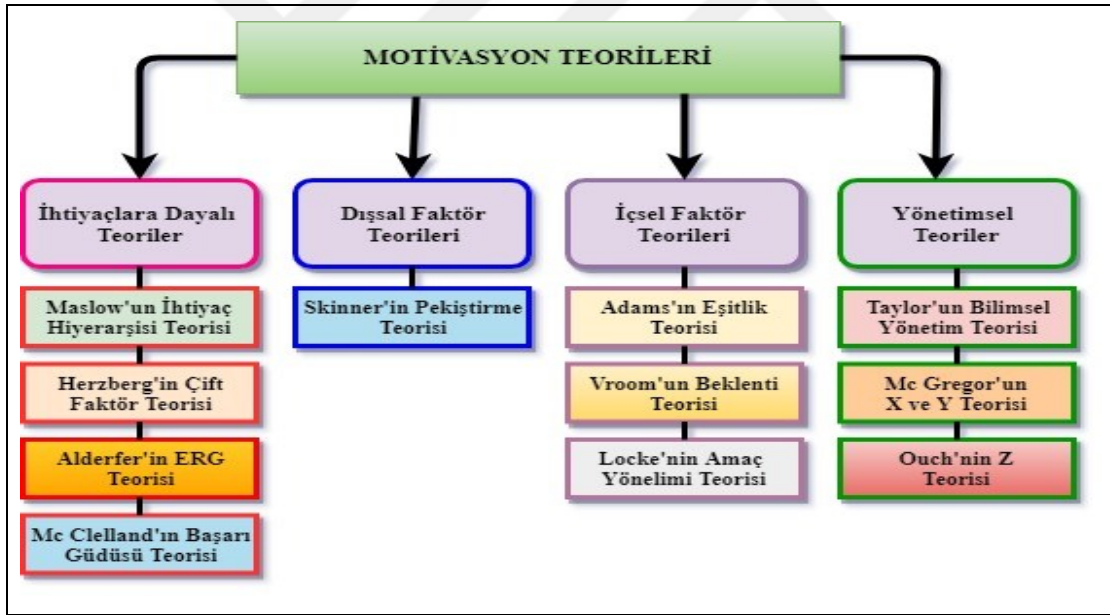 MOTİVASYON TEORİLERİ
İhtiyaçlara Dayalı
Teoriler
Maslow'un İhtiyaç
Hiyerarşisi Teorisi
Herzberg'in Çift
Faktör Teorisi
Alderfer'in ERG
Teorisi
Mc Clelland'ın Başarı
Güdüsü Teorisi
Dışsal Faktör
Teorileri
Skinner'in Pekiştirme
Teorisi
İçsel Faktör
Teorileri
Adams'ın Eşitlik
Teorisi
Vroom'un Beklenti
Teorisi
Locke'nin Amaç
Yönelimi Teorisi
Yönetimsel
Teoriler
Taylor'un Bilimsel
Yönetim Teorisi
Mc Gregor'un
X ve Y Teorisi
Ouch'nin Z
Teorisi